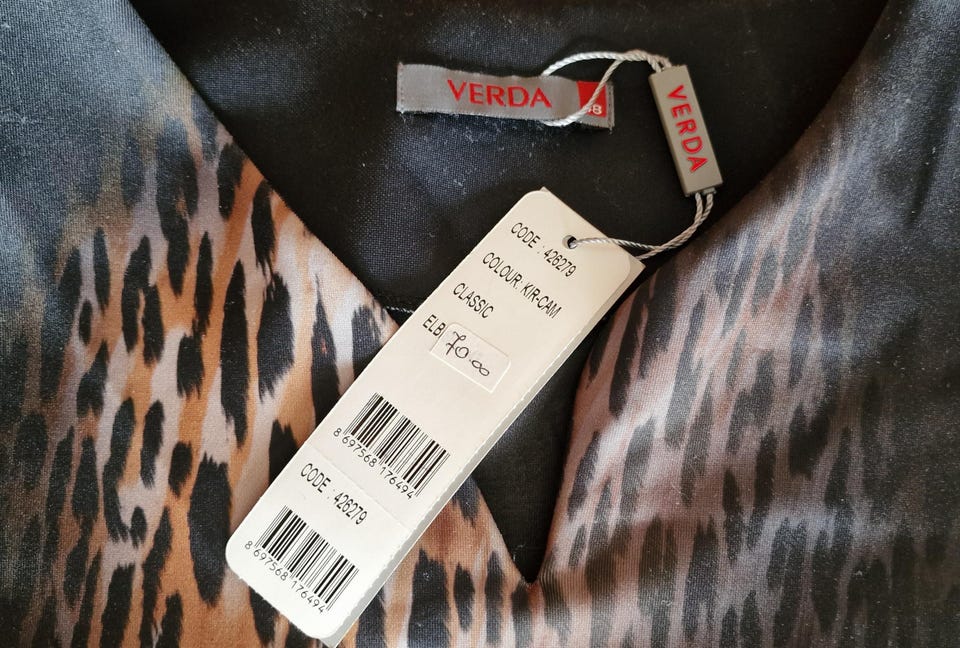 VERDA
VERDA
CODE : 426279
COLOUR: KIR-CAM
CLASSIC
70.00
8 697568 176494
CODE : 426279
8 697568 176494